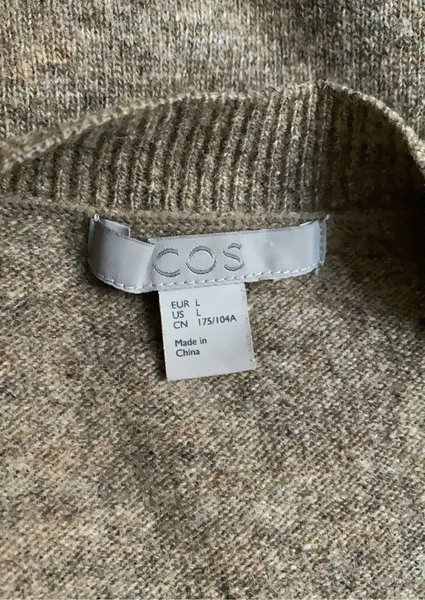 COS
EUR L
US L
CN 175/104A
Made in
China